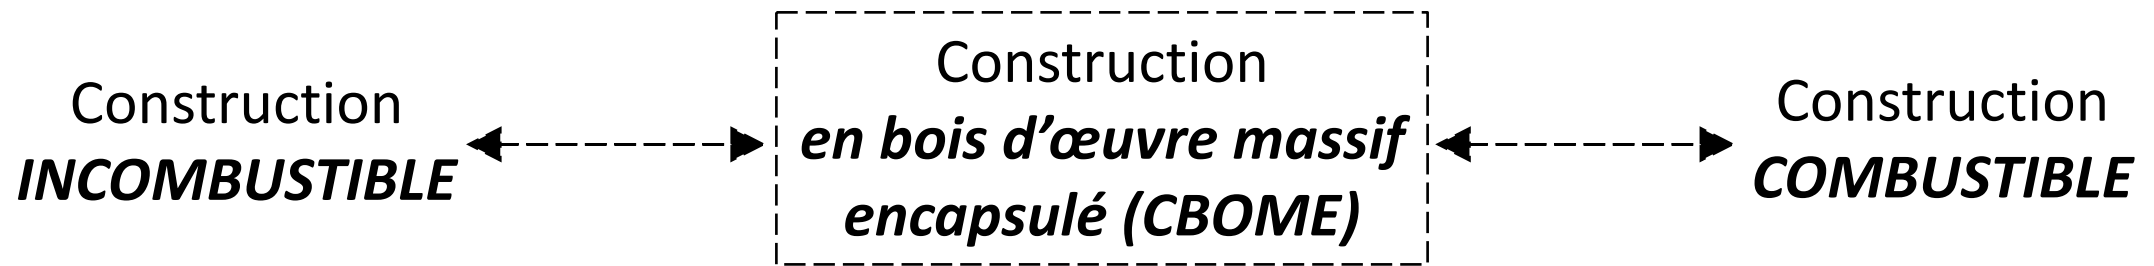 Construction
INCOMBUSTIBLE
Construction
en bois d’œuvre massif
encapsulé (CBOME)
Construction
COMBUSTIBLE